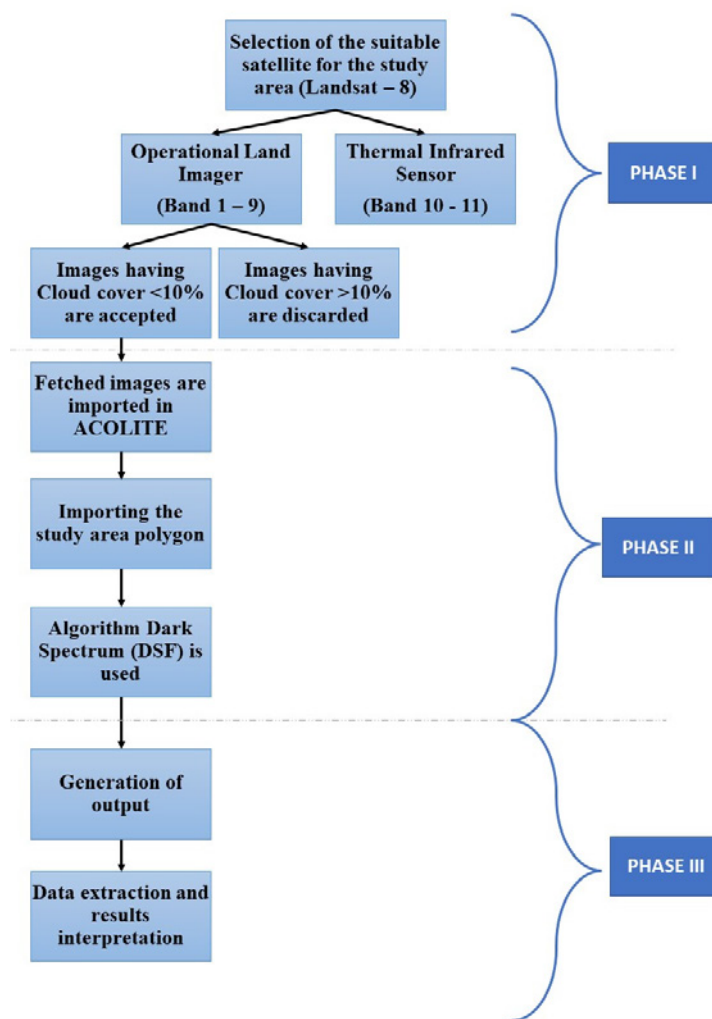 Selection of the suitable
satellite for the study
area (Landsat – 8)
Operational Land
Imager
(Band 1 – 9)
Thermal Infrared
Sensor
(Band 10 - 11)
PHASE I
Images having
Cloud cover <10%
are accepted
Images having
Cloud cover >10%
are discarded
Fetched images are
imported in
ACOLITE
Importing the
study area polygon
PHASE II
Algorithm Dark
Spectrum (DSF) is
used
Generation of
output
PHASE III
Data extraction and
results
interpretation